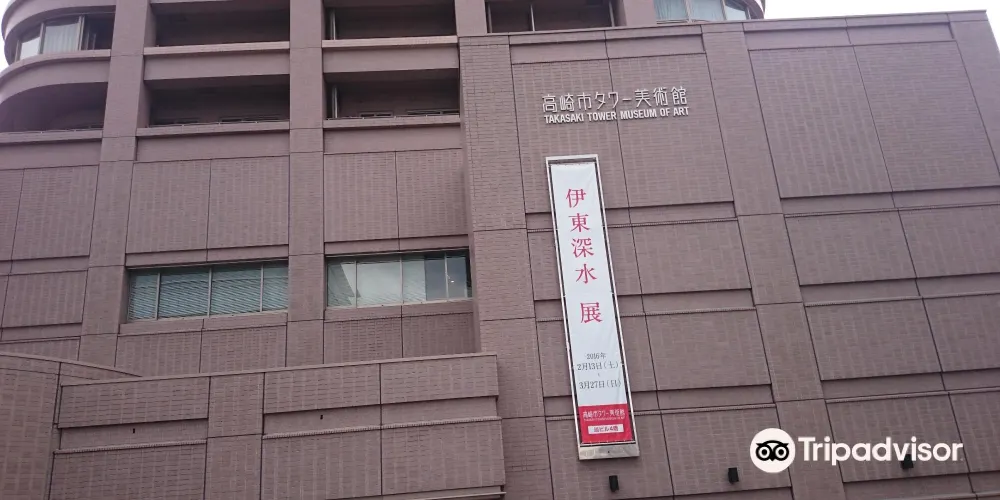 高崎市タワー美術館
TAKASAKI TOWER MUSEUM OF ART
伊東深水 展
2016年
2月13日(土)
3月27日(日)
高崎市タワー美術館
Tripadvisor